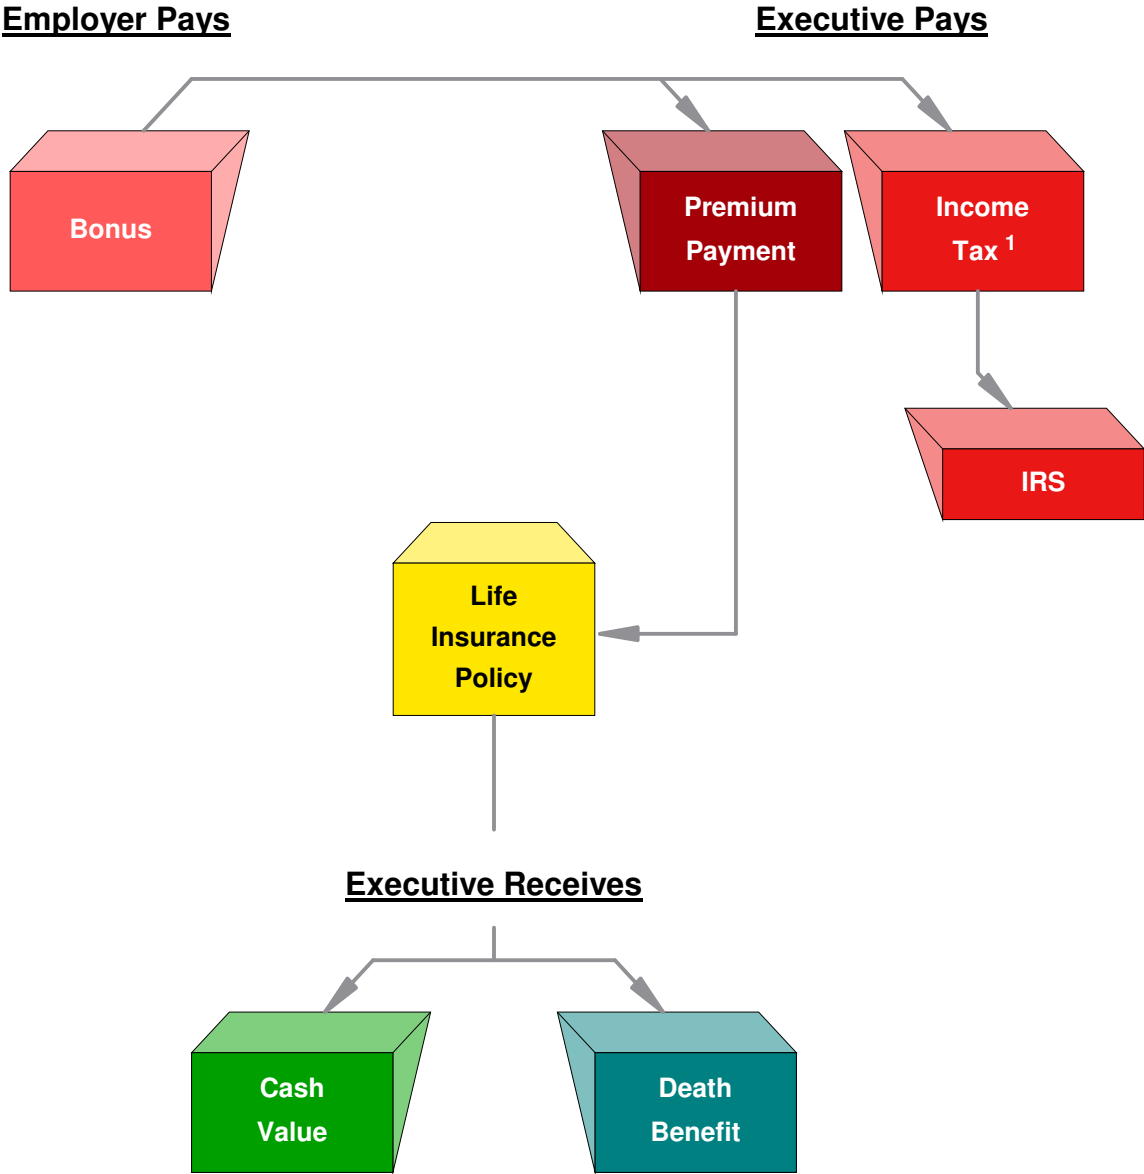 Employer Pays
Executive Pays
Bonus
Premium
Payment
Income
Tax 1
IRS
Life
Insurance
Policy
Executive Receives
Cash
Value
Death
Benefit